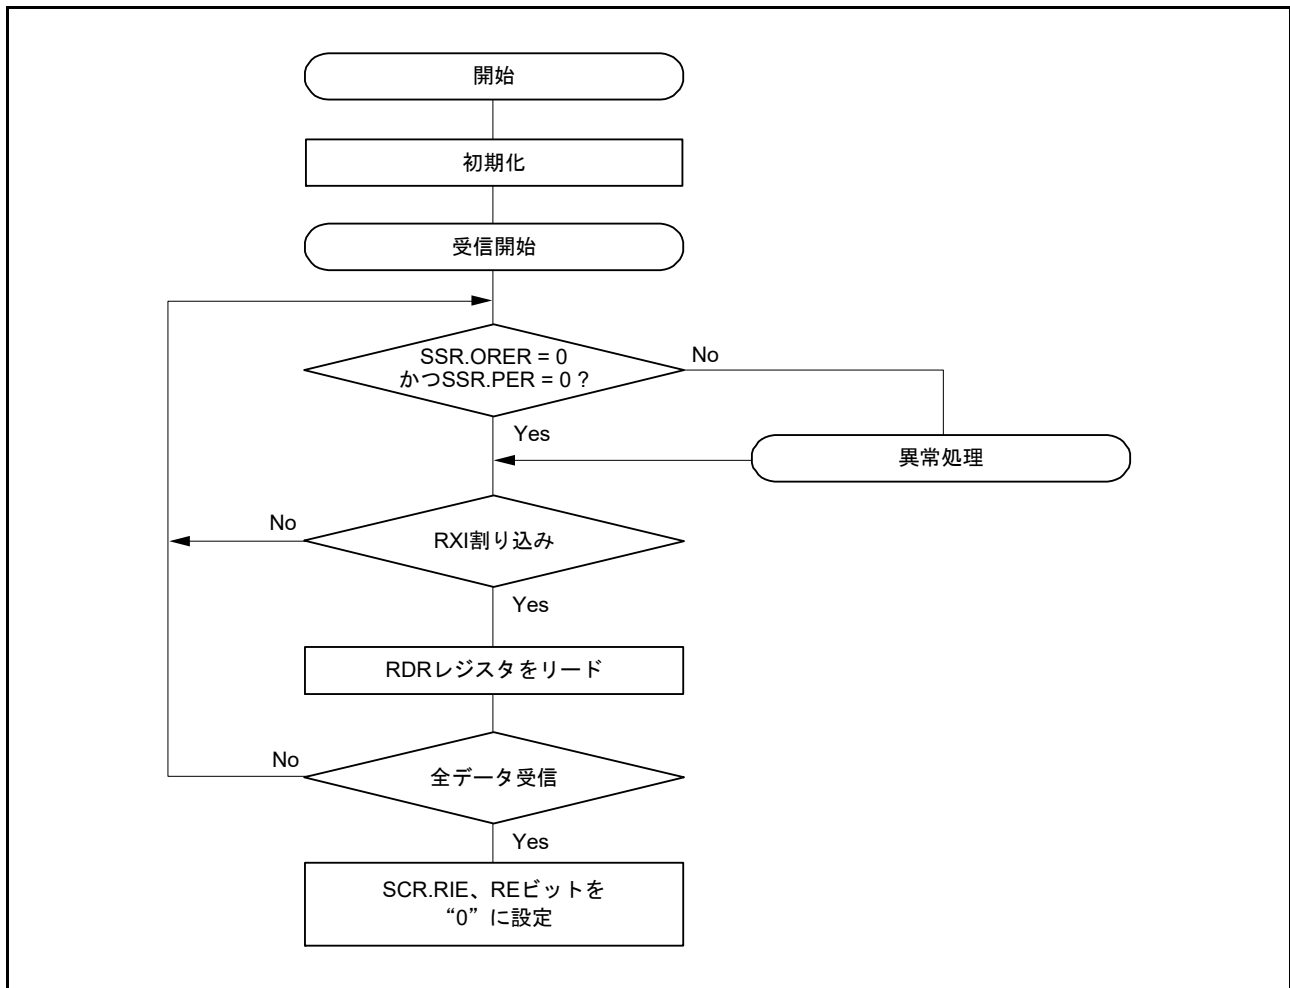 開始
初期化
受信開始
SSR.ORER = 0
かつSSR.PER = 0 ?
No
Yes
異常処理
No
RXI割り込み
Yes
RDRレジスタをリード
No
全データ受信
Yes
SCR.RIE、REビットを
“0”に設定